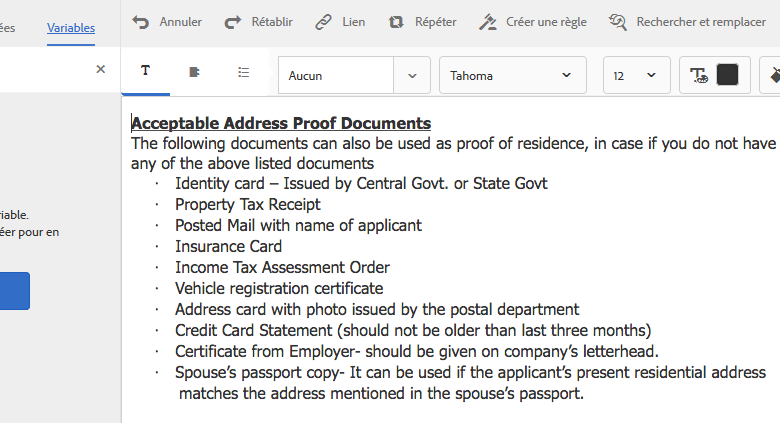 ées Variables Annuler Rétablir Lien Répéter Créer une règle Rechercher et remplacer
T Aucun Tahoma 12
Acceptable Address Proof Documents
The following documents can also be used as proof of residence, in case if you do not have
any of the above listed documents
· Identity card – Issued by Central Govt. or State Govt
· Property Tax Receipt
· Posted Mail with name of applicant
· Insurance Card
· Income Tax Assessment Order
· Vehicle registration certificate
· Address card with photo issued by the postal department
· Credit Card Statement (should not be older than last three months)
· Certificate from Employer- should be given on company’s letterhead.
· Spouse’s passport copy- It can be used if the applicant’s present residential address
matches the address mentioned in the spouse’s passport.
riable.
éer pour en